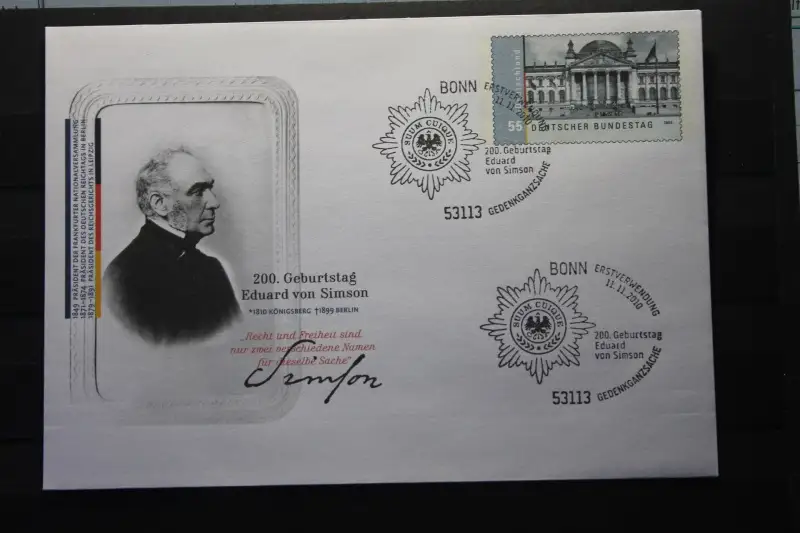 1849 PRÄSIDENT DER FRANKFURTER NATIONALVERSAMMLUNG
1871-1874 PRÄSIDENT DES DEUTSCHEN REICHTAGS IN BERLIN
1879-1891 PRÄSIDENT DES REICHSGERICHTS IN LEIPZIG
200. Geburtstag
Eduard von Simson
*1810 KÖNIGSBERG †1899 BERLIN
„Recht und Freiheit sind
nur zwei verschiedene Namen
für dieselbe Sache"
Simson
55 DEUTSCHER BUNDESTAG
BONN
ERSTVERWENDUNG
11.11.2010
SUUM CUIQUE
200. Geburtstag
Eduard
von Simson
53113
GEDENKGANZSACHE
BONN
ERSTVERWENDUNG
11.11.2010
SUUM CUIQUE
200. Geburtstag
Eduard
von Simson
53113
GEDENKGANZSACHE